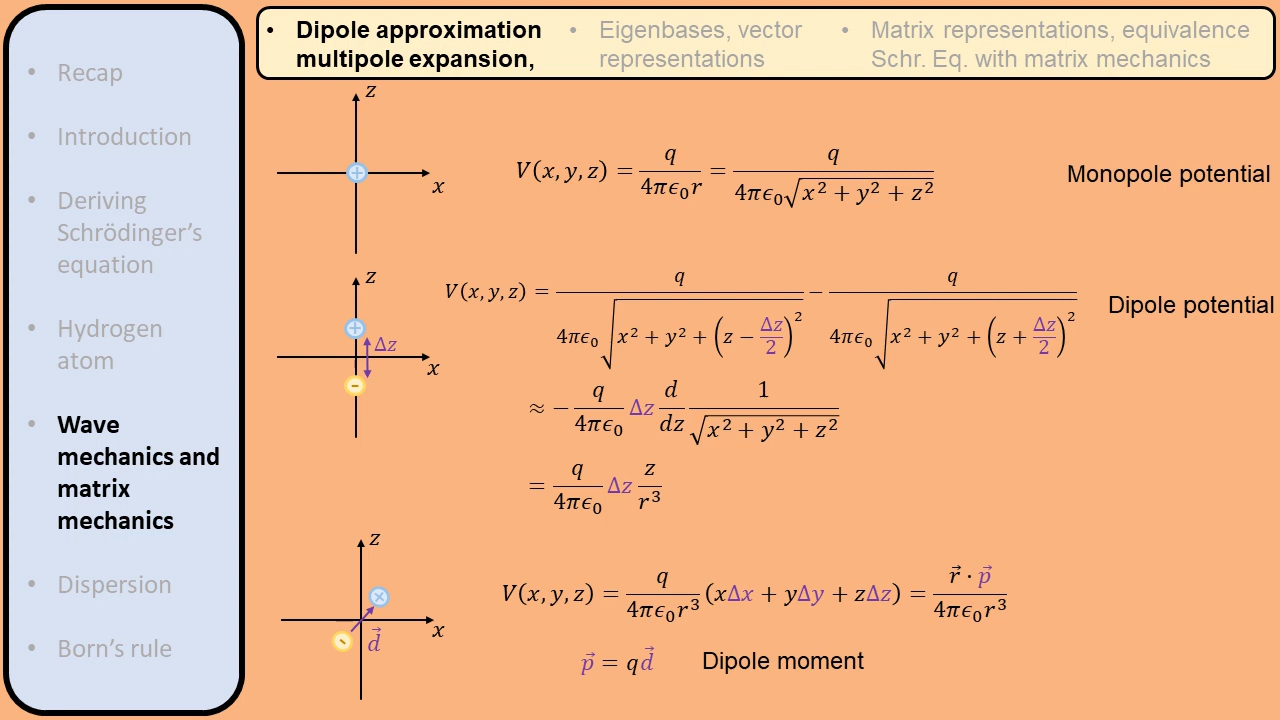 • Recap
• Introduction
• Deriving
Schrödinger's
equation
• Hydrogen
atom
• Wave
mechanics and
matrix
mechanics
• Dispersion
• Born's rule
• Dipole approximation
multipole expansion,
• Eigenbases, vector
representations
• Matrix representations, equivalence
Schr. Eq. with matrix mechanics
z
x
+
V(x, y, z) = q/(4πϵ₀r) = q/(4πϵ₀√(x² + y² + z²))
Monopole potential
z
x
+
Δz
-
V(x, y, z) = q/(4πϵ₀√(x² + y² + (z − Δz/2)²)) − q/(4πϵ₀√(x² + y² + (z + Δz/2)²))
Dipole potential
≈ − q/(4πϵ₀) Δz d/dz 1/√(x² + y² + z²)
= q/(4πϵ₀) Δz z/r³
z
x
+
-
d⃗
V(x, y, z) = q/(4πϵ₀r³) (xΔx + yΔy + zΔz) = r⃗ · p⃗/(4πϵ₀r³)
p⃗ = qd⃗
Dipole moment